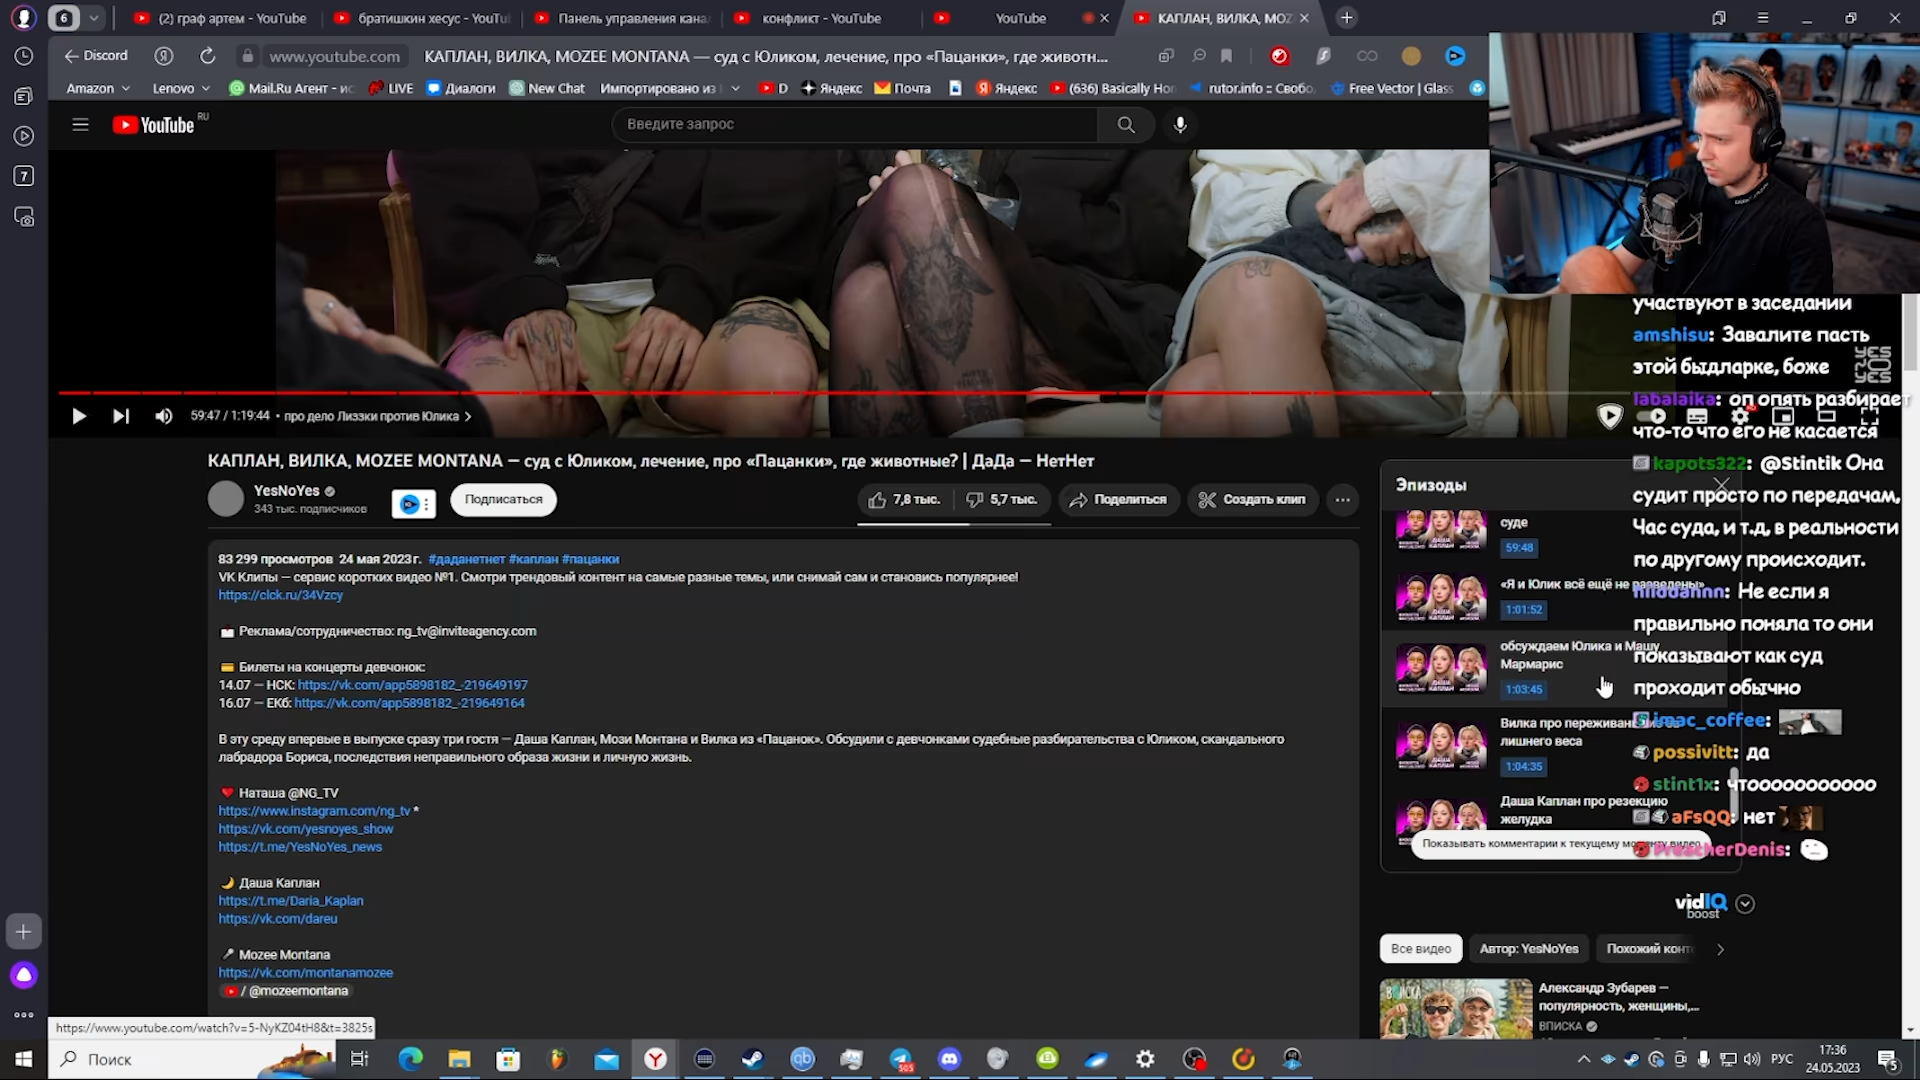 6
(2) граф артем - YouTube
братишкин хесус - YouTu
Панель управления кана
конфликт - YouTube
YouTube
КАПЛАН, ВИЛКА, MOZ
Discord
www.youtube.com
КАПЛАН, ВИЛКА, MOZEE MONTANA — суд с Юликом, лечение, про «Пацанки», где животн...
Amazon
Lenovo
Mail.Ru Агент - ис
LIVE
Диалоги
New Chat
Импортировано из
D
Яндекс
Почта
Яндекс
(636) Basically Hor
rutor.info :: Свобо
Free Vector | Glass
7
YouTube
RU
Введите запрос
59:47 / 1:19:44 • про дело Лиззки против Юлика
КАПЛАН, ВИЛКА, MOZEE MONTANA — суд с Юликом, лечение, про «Пацанки», где животные? | ДаДа — НетНет
YesNoYes
343 тыс. подписчиков
Подписаться
7,8 тыс.
5,7 тыс.
Поделиться
Создать клип
83 299 просмотров 24 мая 2023 г. #даданетнет #каплан #пацанки
VK Клипы — сервис коротких видео №1. Смотри трендовый контент на самые разные темы, или снимай сам и становись популярнее!
https://clck.ru/34Vzcy
Реклама/сотрудничество: ng_tv@inviteagency.com
Билеты на концерты девчонок:
14.07 — НСК: https://vk.com/app5898182_-219649197
16.07 — ЕКб: https://vk.com/app5898182_-219649164
В эту среду впервые в выпуске сразу три гостя — Даша Каплан, Мози Монтана и Вилка из «Пацанок». Обсудили с девчонками судебные разбирательства с Юликом, скандального
лабрадора Бориса, последствия неправильного образа жизни и личную жизнь.
Наташа @NG_TV
https://www.instagram.com/ng_tv *
https://vk.com/yesnoyes_show
https://t.me/YesNoYes_news
Даша Каплан
https://t.me/Daria_Kaplan
https://vk.com/dareu
Mozee Montana
https://vk.com/montanamozee
/ @mozeemontana
https://www.youtube.com/watch?v=5-NyKZ04tH8&t=3825s
Эпизоды
суде
59:48
«Я и Юлик всё ещё не разведены»
1:01:52
обсуждаем Юлика и Машу
Мармарис
1:03:45
Вилка про переживан
лишнего веса
1:04:35
Даша Каплан про резекцию
желудка
Показывать комментарии к текущему моменту видео
vidIQ
boost
Все видео
Автор: YesNoYes
Похожий конт
Александр Зубарев —
популярность, женщины,...
ВПИСКА
участвуют в заседании
amshisu: Завалите пасть
этой быдларке, боже
labalaika: оп опять разбирает
что-то что его не касается
kapots322: @Stintik Она
судит просто по передачам,
Час суда, и т.д, в реальности
по другому происходит.
Не если я
правильно поняла то они
показывают как суд
проходит обычно
imac_coffee:
possivitt: да
stint1x: чтооооооооооо
aFsQQ: нет
PreacherDenis:
YES
NO
YES
Поиск
505
РУС
17:36
24.05.2023
5